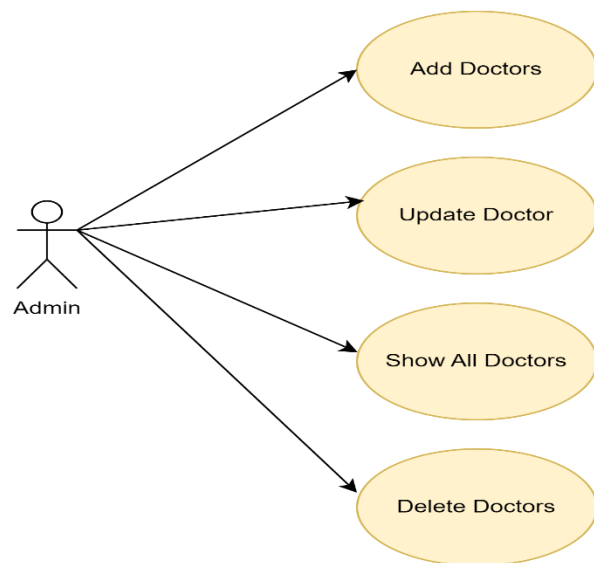 Add Doctors
Update Doctor
Admin
Show All Doctors
Delete Doctors